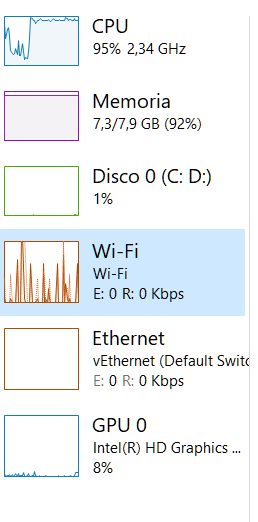 CPU
95% 2,34 GHz
Memoria
7,3/7,9 GB (92%)
Disco 0 (C: D:)
1%
Wi-Fi
Wi-Fi
E: 0 R: 0 Kbps
Ethernet
vEthernet (Default Switc
E: 0 R: 0 Kbps
GPU 0
Intel(R) HD Graphics ...
8%